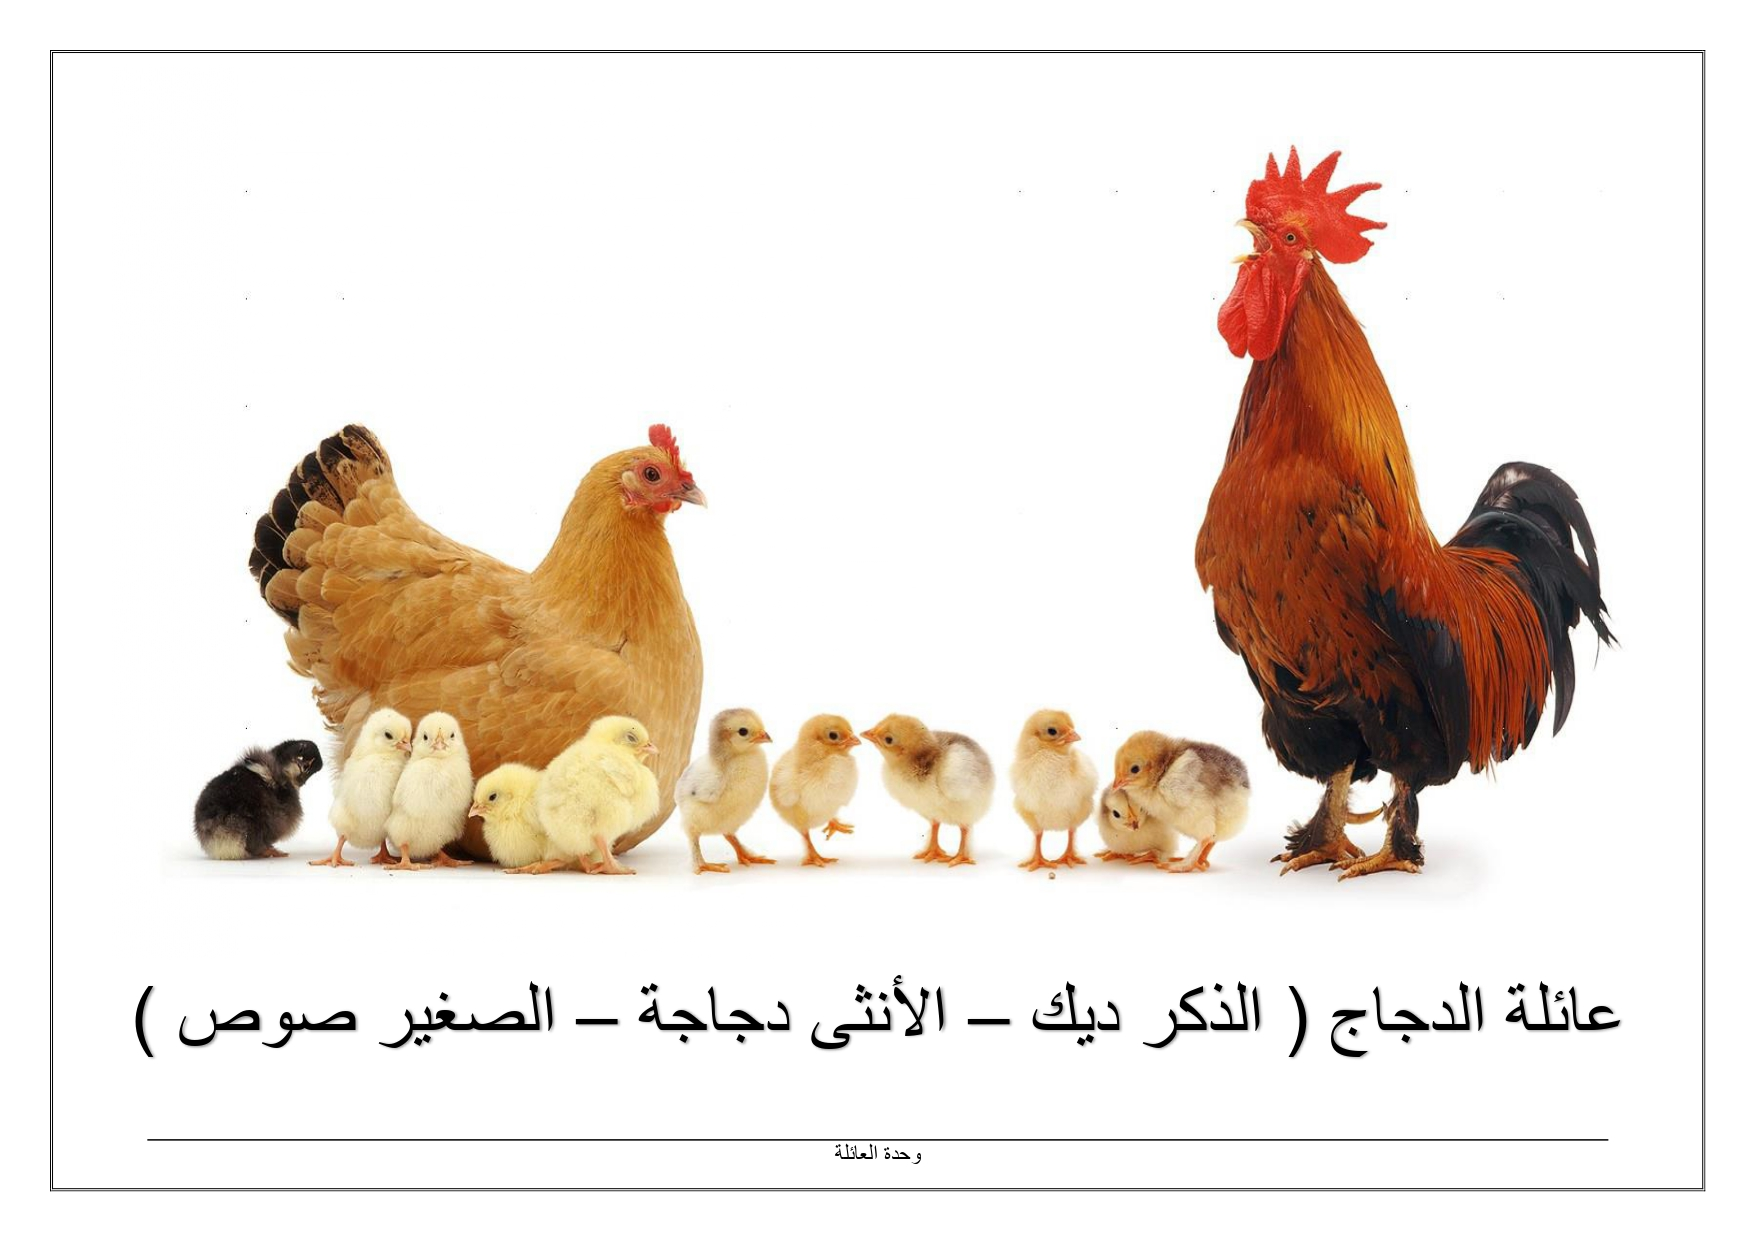 عائلة الدجاج ( الذكر ديك – الأنثى دجاجة – الصغير صوص )
وحدة العائلة